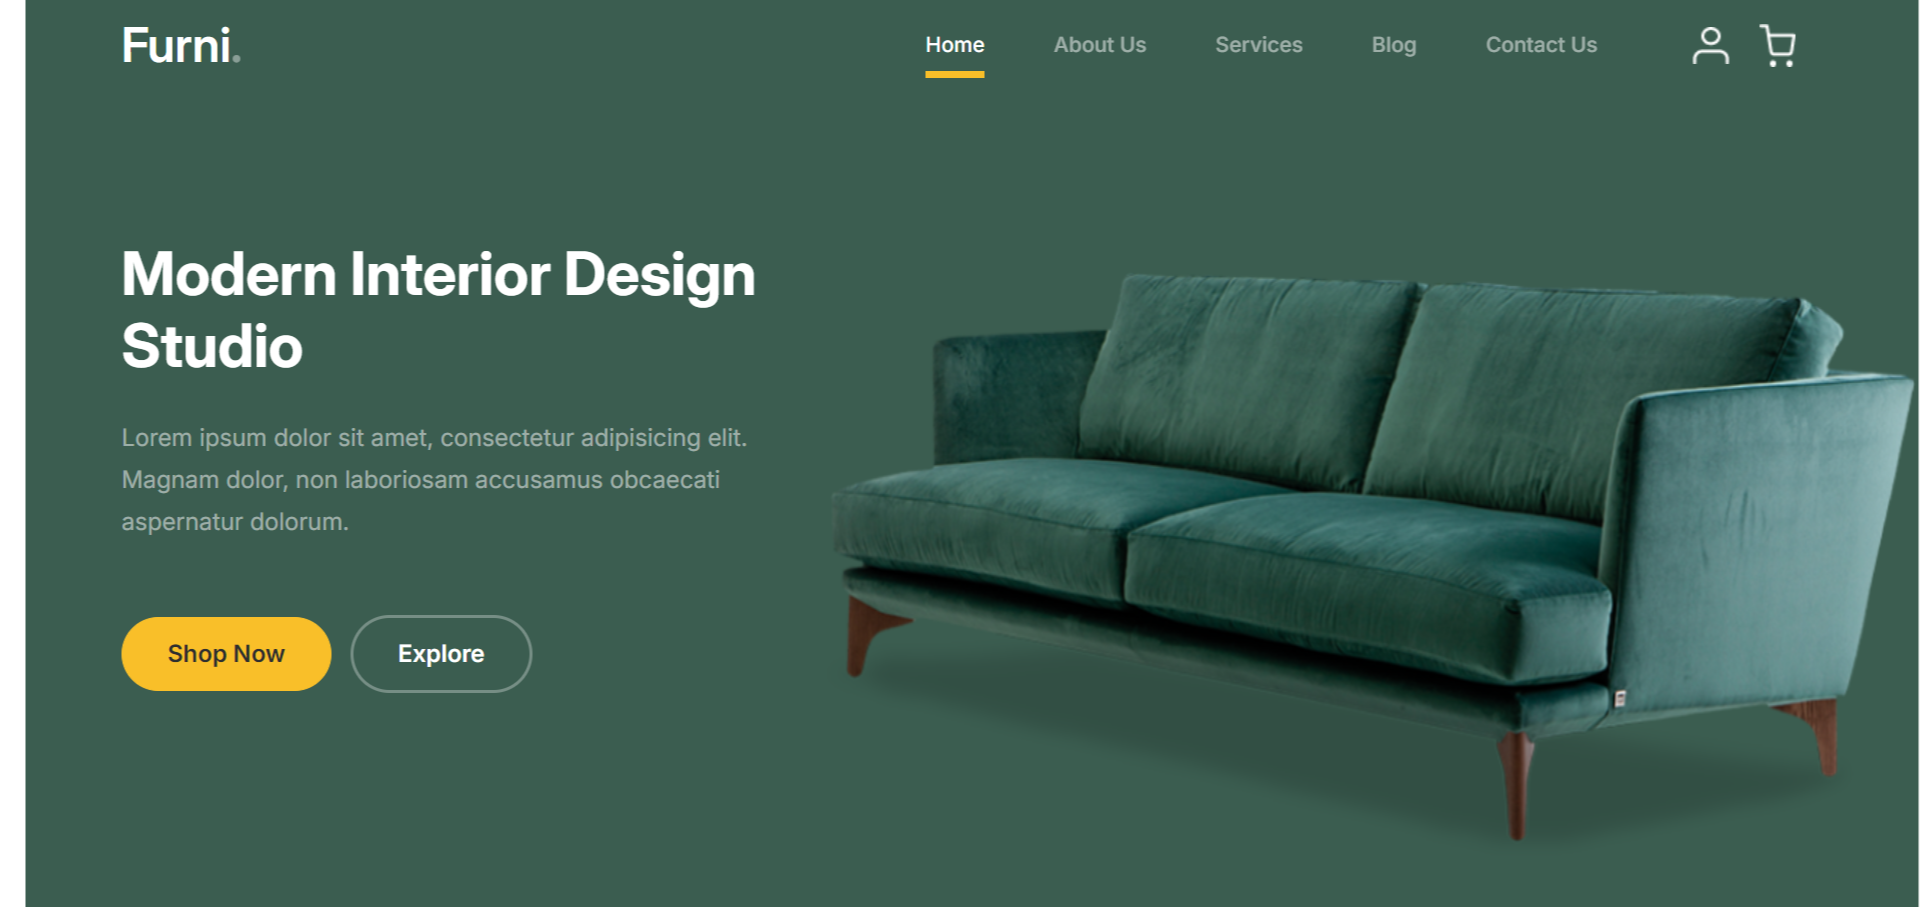 Furni.
Home
About Us
Services
Blog
Contact Us
Modern Interior Design
Studio
Lorem ipsum dolor sit amet, consectetur adipisicing elit.
Magnam dolor, non laboriosam accusamus obcaecati
aspernatur dolorum.
Shop Now
Explore